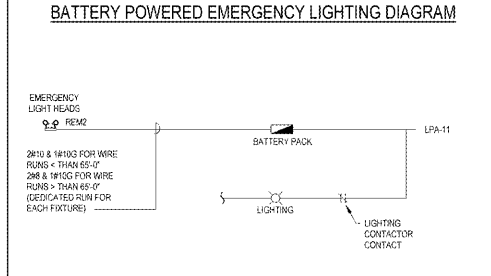 BATTERY POWERED EMERGENCY LIGHTING DIAGRAM
EMERGENCY
LIGHT HEADS
REM2
BATTERY PACK
LPA-11
2#10 & 1#10G FOR WIRE
RUNS < THAN 65'-0"
2#8 & 1#10G FOR WIRE
RUNS > THAN 65'-0"
(DEDICATED RUN FOR
EACH FIXTURE)
LIGHTING
LIGHTING
CONTACTOR
CONTACT